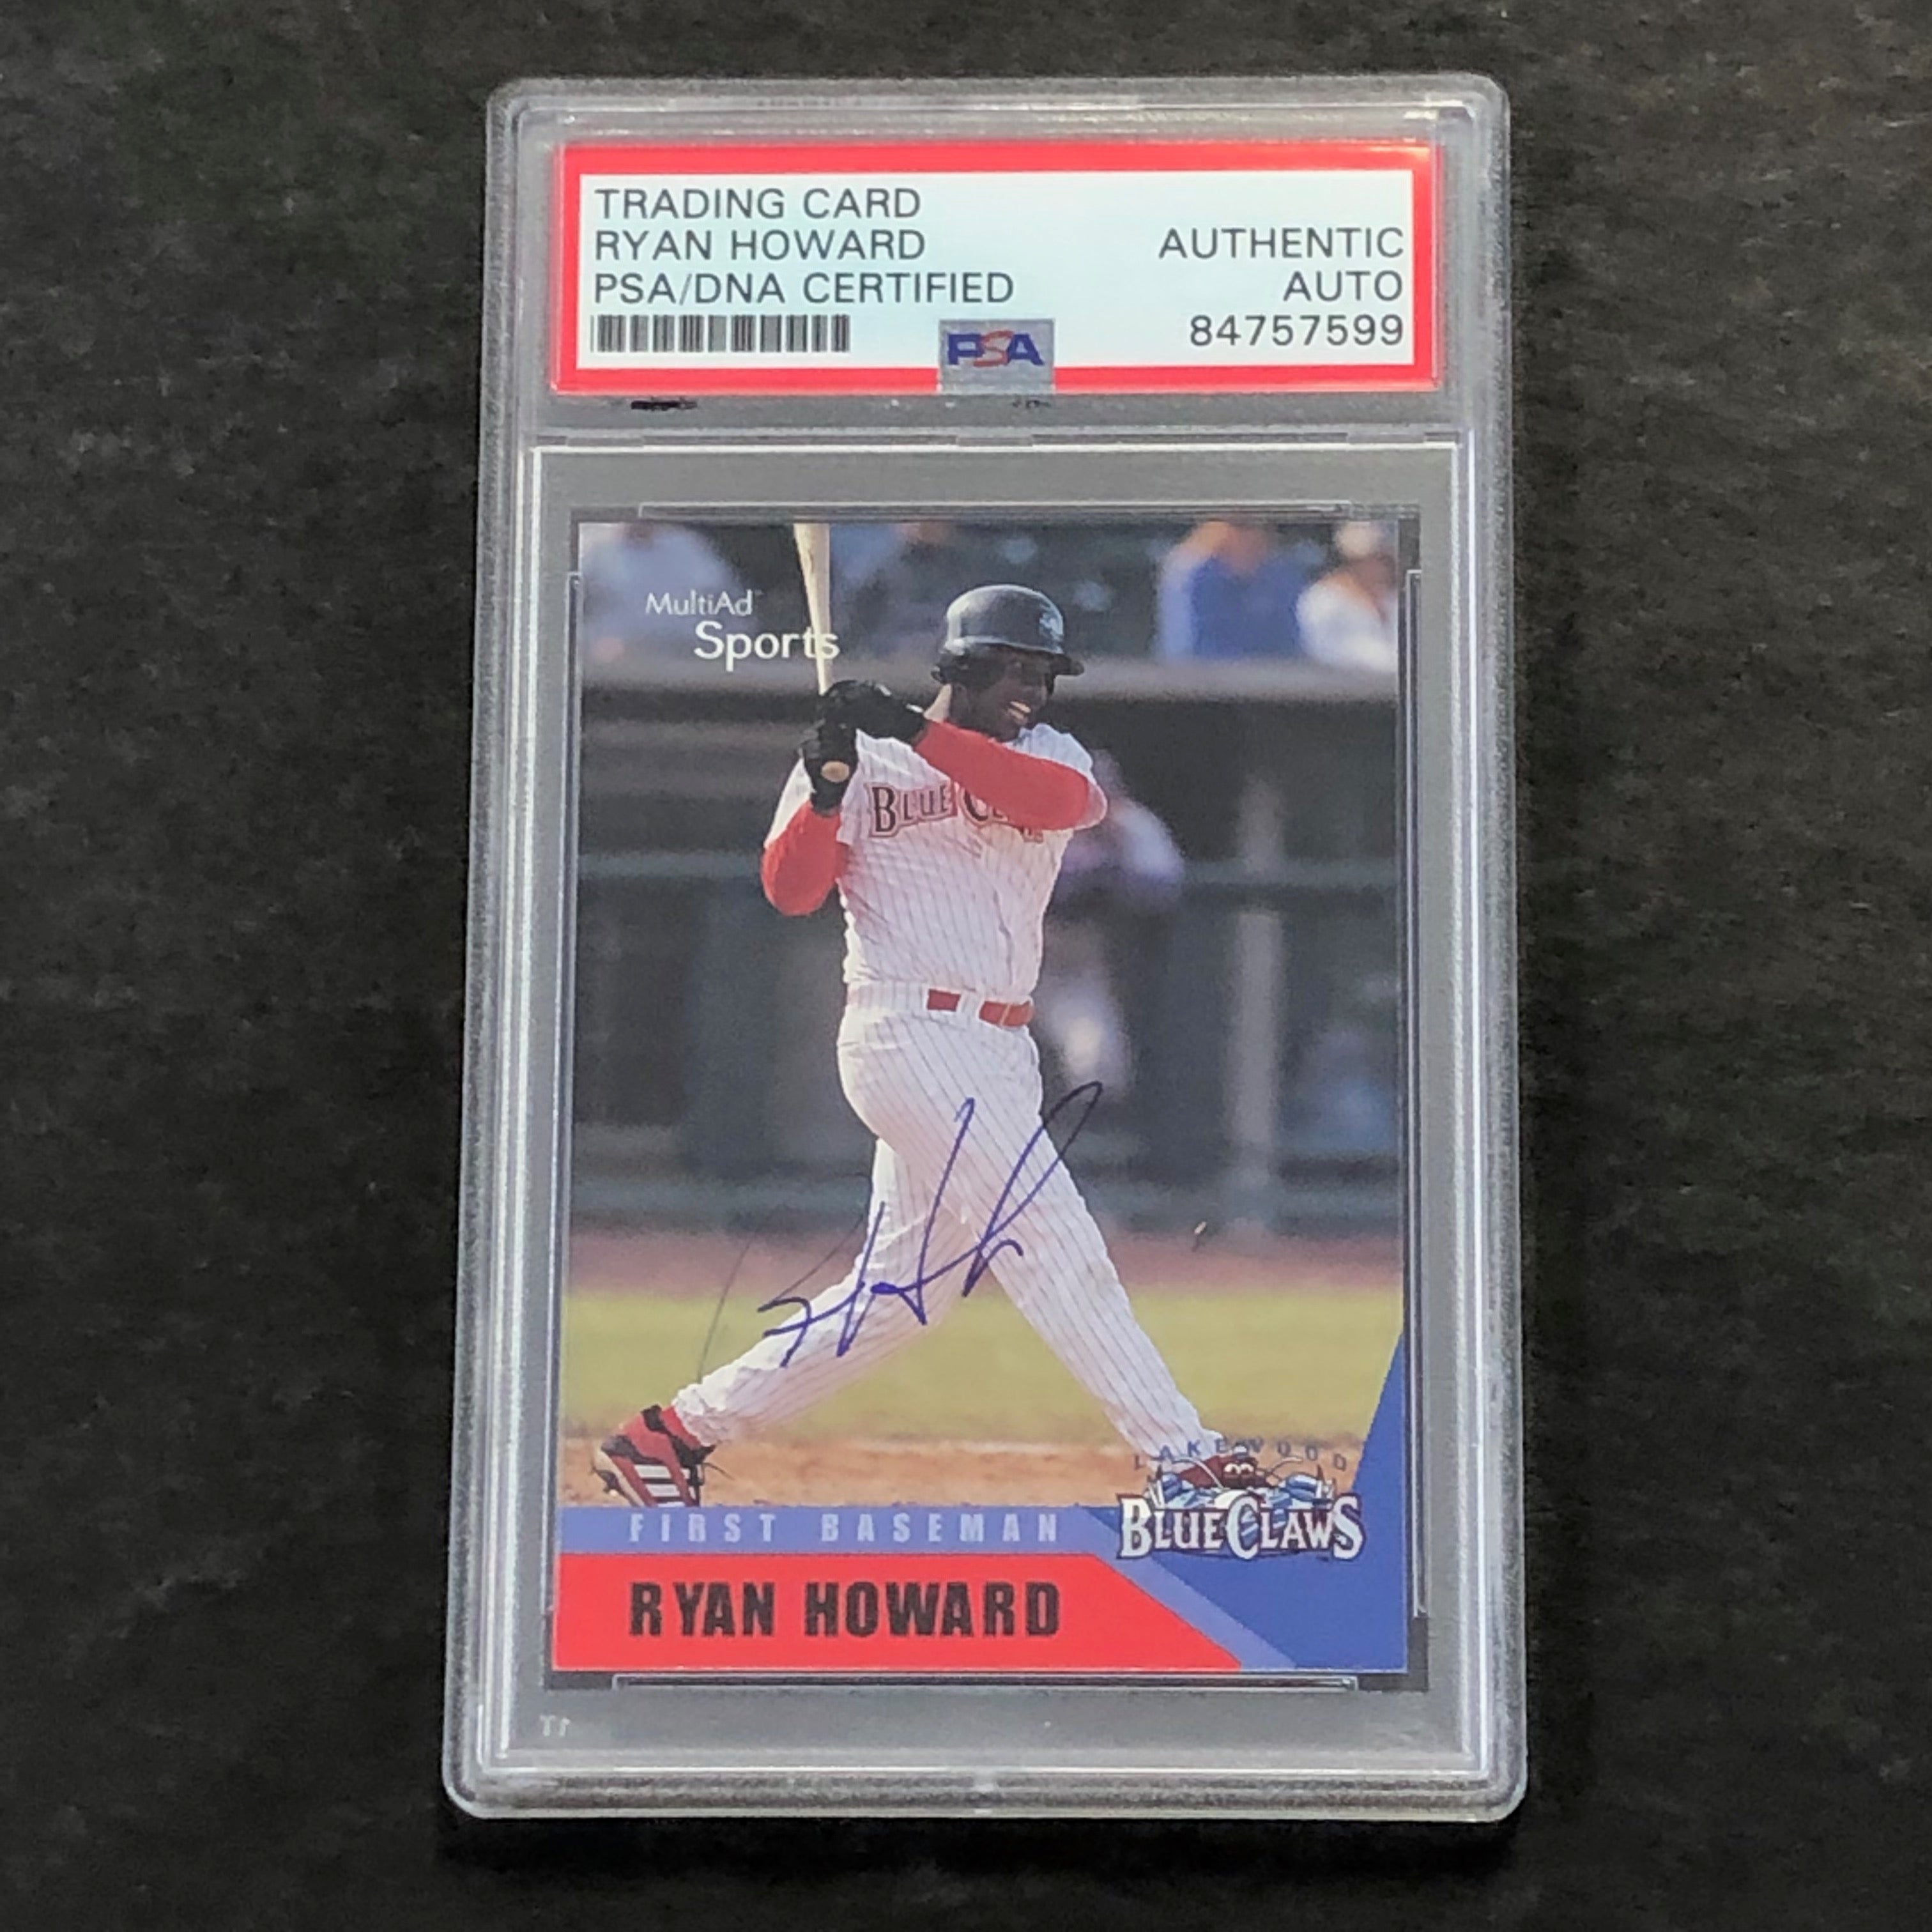 TRADING CARD
RYAN HOWARD
PSA/DNA CERTIFIED
AUTHENTIC
AUTO
84757599
PSA
MultiAd
Sports
BLUE
LAKEWOOD
BLUECLAWS
FIRST BASEMAN
RYAN HOWARD